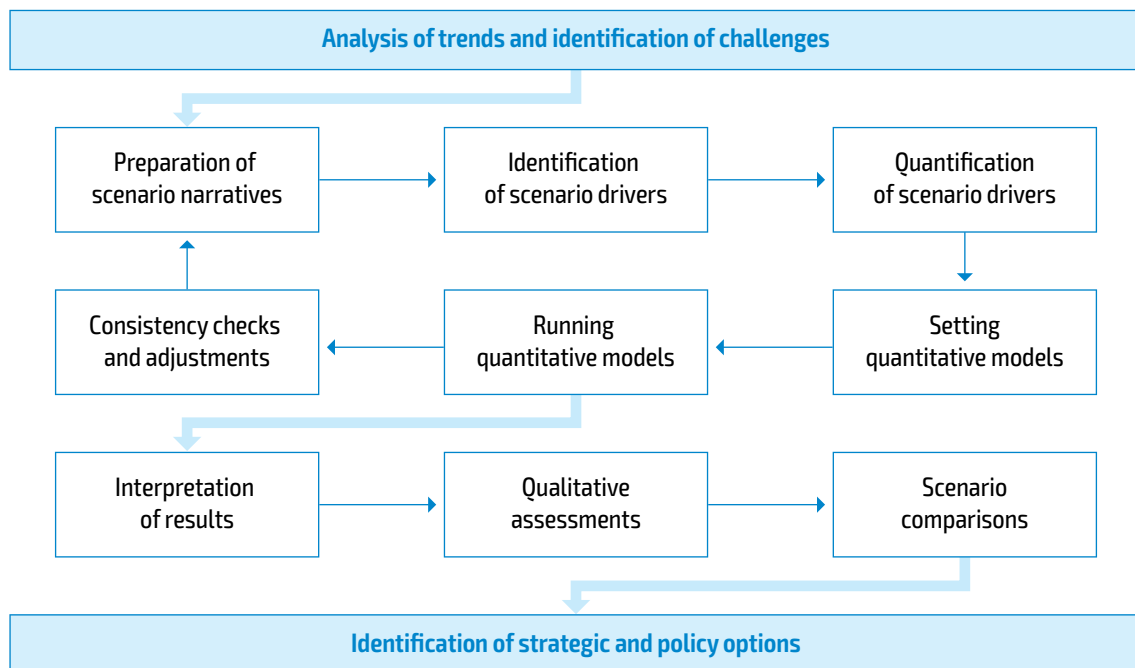 Analysis of trends and identification of challenges
Preparation of
scenario narratives
Identification
of scenario drivers
Quantification
of scenario drivers
Consistency checks
and adjustments
Running
quantitative models
Setting
quantitative models
Interpretation
of results
Qualitative
assessments
Scenario
comparisons
Identification of strategic and policy options